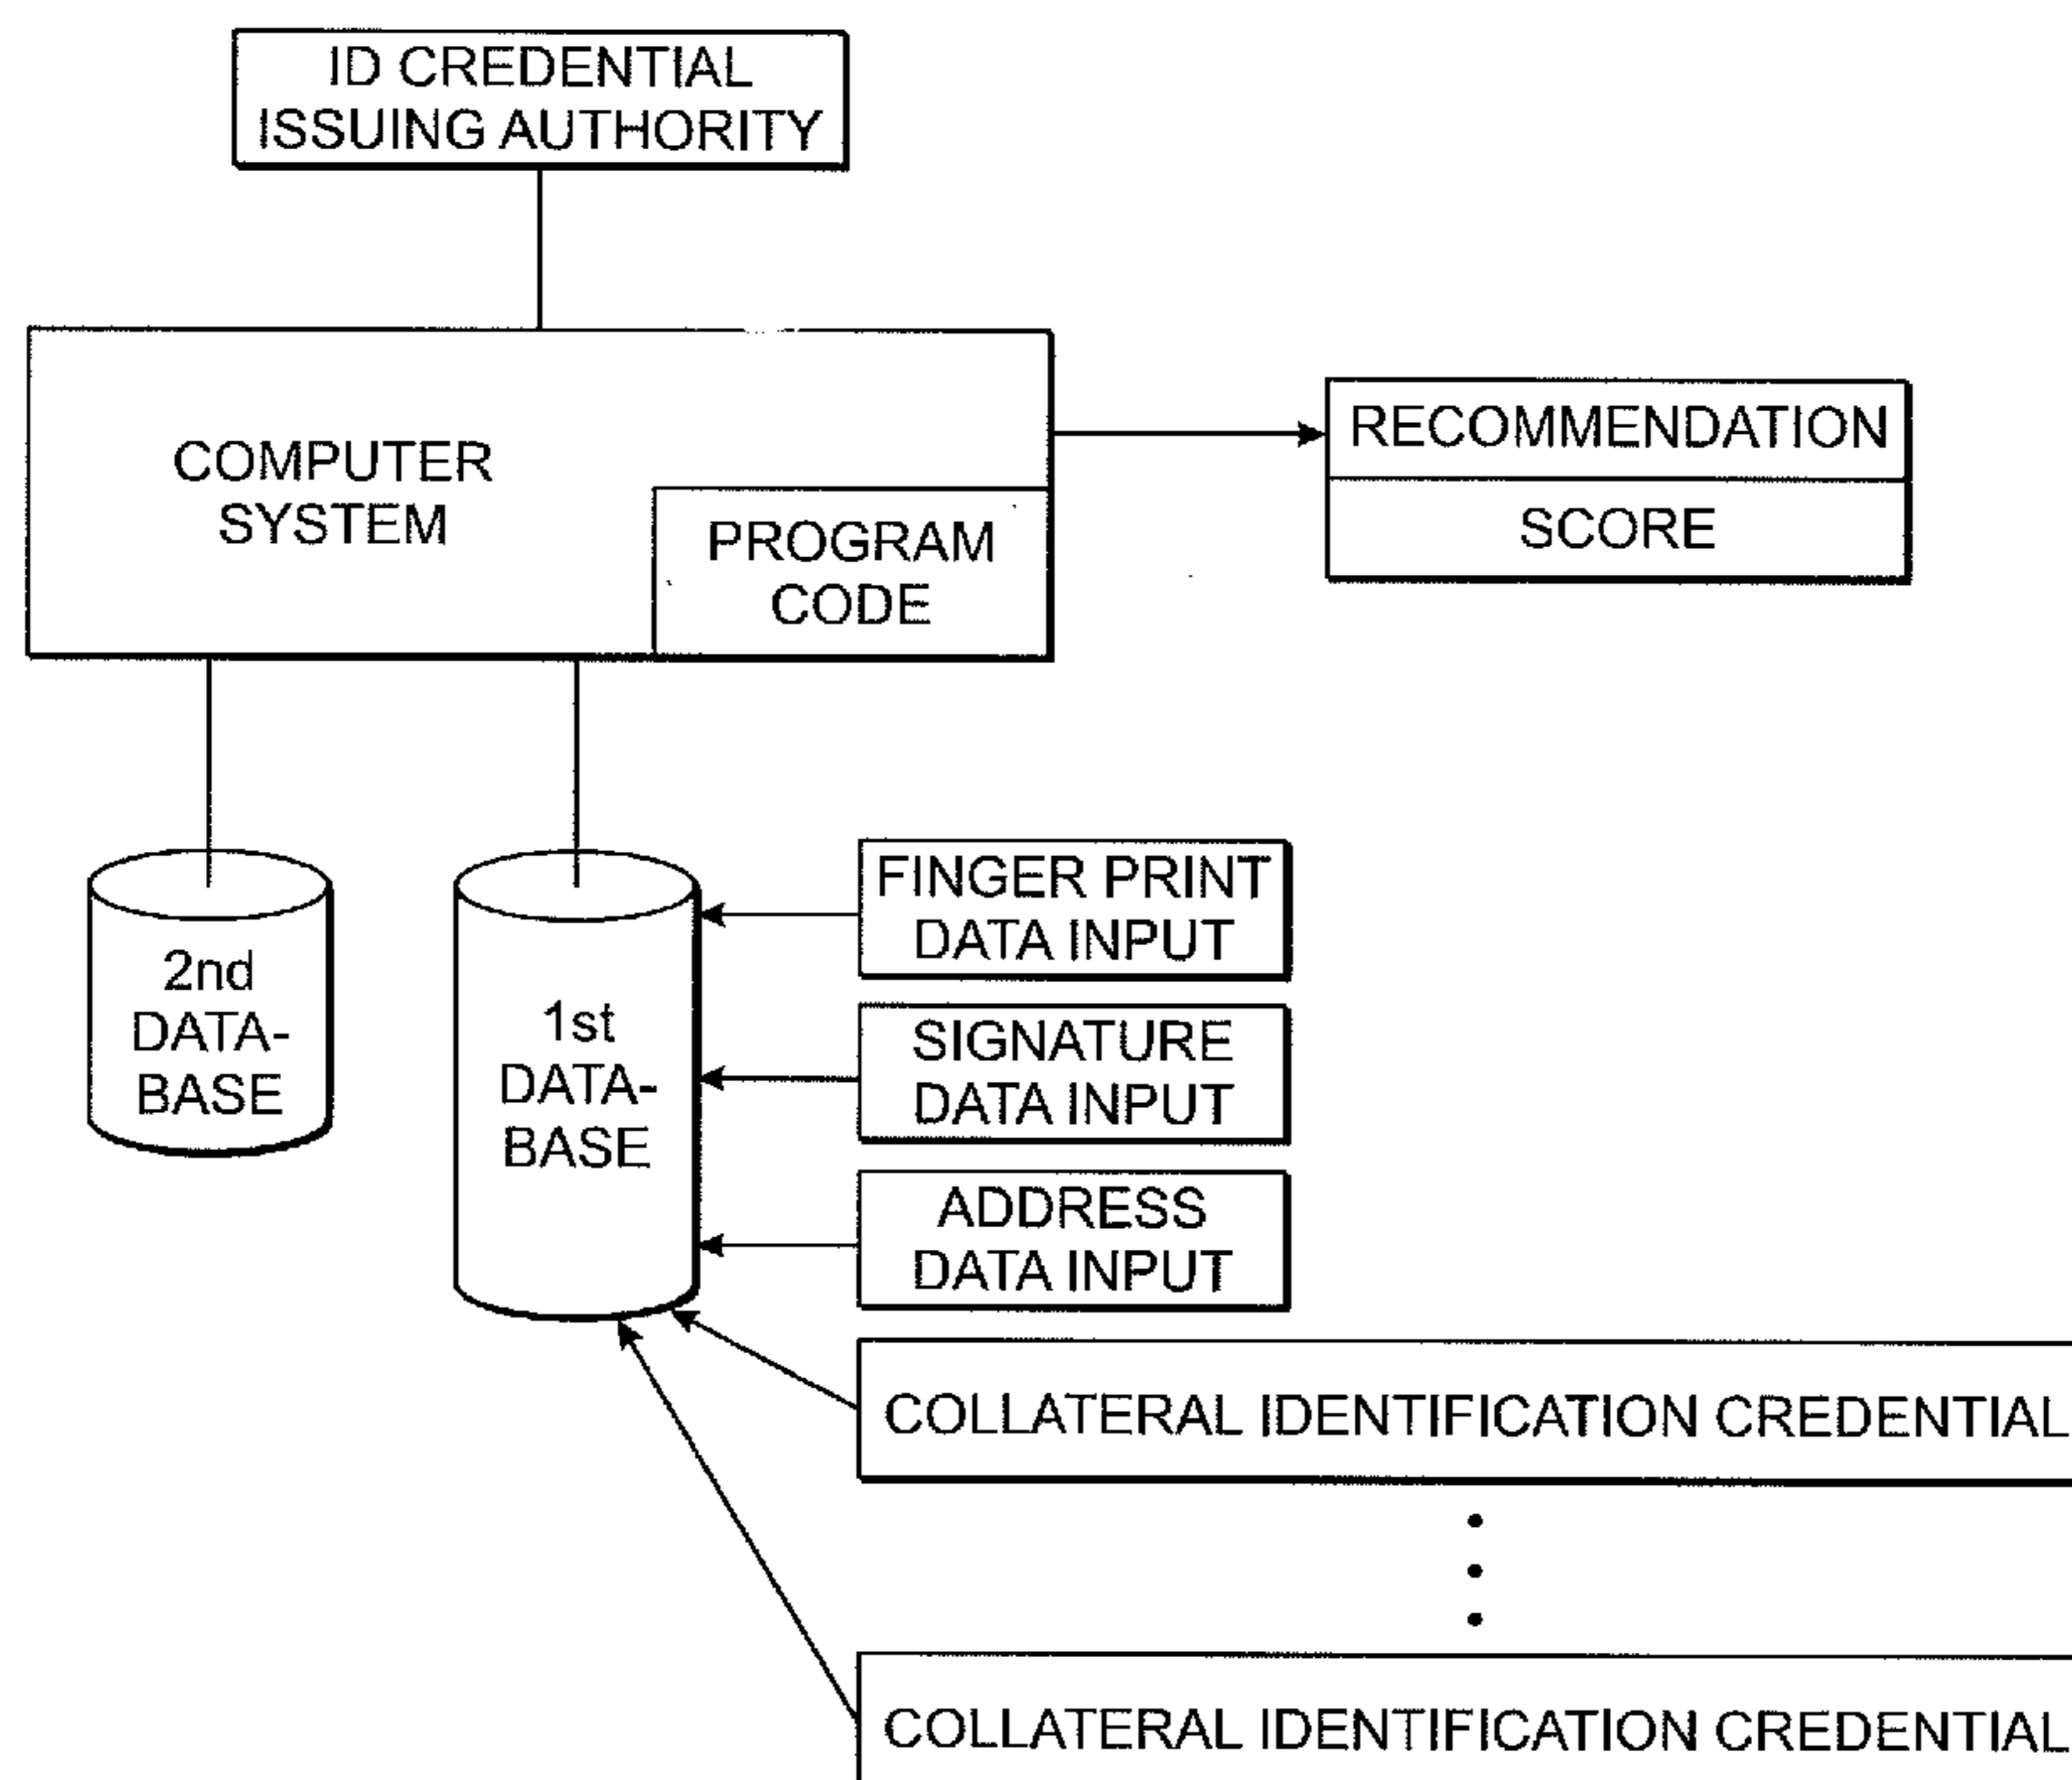 ID CREDENTIAL
ISSUING AUTHORITY
COMPUTER
SYSTEM
PROGRAM
CODE
RECOMMENDATION
SCORE
2nd
DATA-
BASE
1st
DATA-
BASE
FINGER PRINT
DATA INPUT
SIGNATURE
DATA INPUT
ADDRESS
DATA INPUT
COLLATERAL IDENTIFICATION CREDENTIAL
COLLATERAL IDENTIFICATION CREDENTIAL